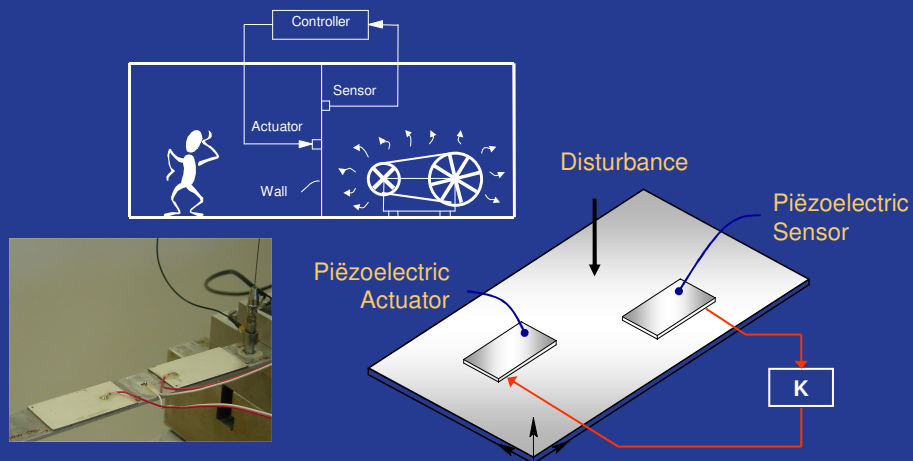 Controller
Sensor
Actuator
Wall
Disturbance
Piëzoelectric
Sensor
Piëzoelectric
Actuator
K